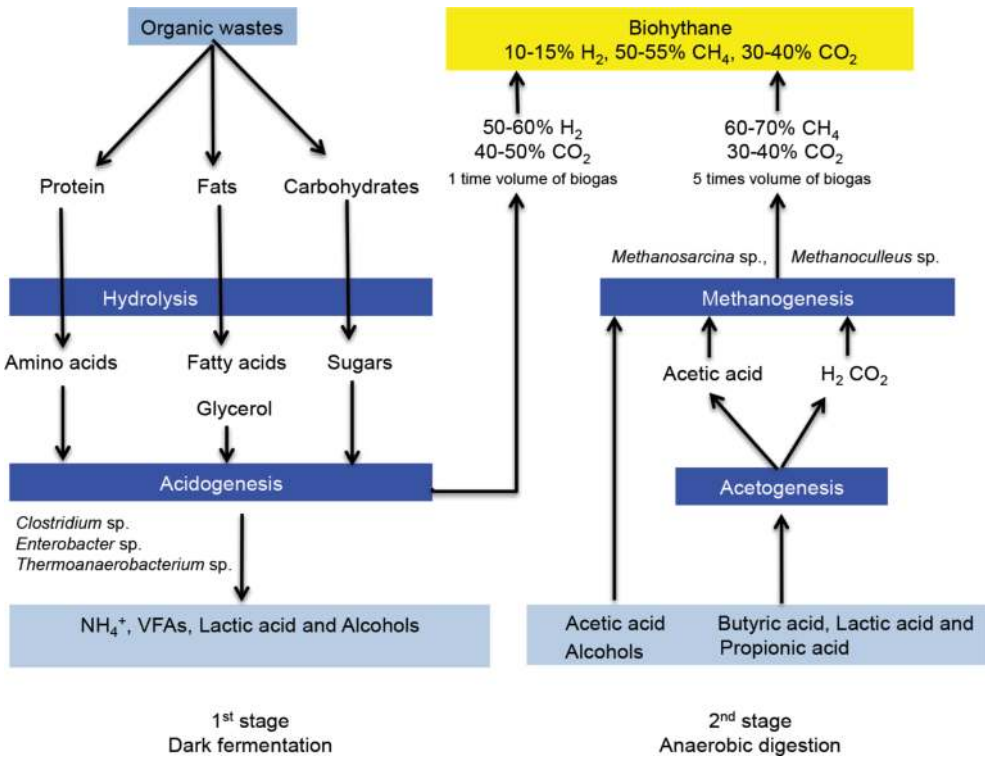 Organic wastes
Biohythane
10-15% H₂, 50-55% CH₄, 30-40% CO₂
50-60% H₂
40-50% CO₂
1 time volume of biogas
60-70% CH₄
30-40% CO₂
5 times volume of biogas
Protein
Fats
Carbohydrates
Methanosarcina sp.,
Methanoculleus sp.
Hydrolysis
Methanogenesis
Amino acids
Fatty acids
Sugars
Glycerol
Acetic acid
H₂ CO₂
Acidogenesis
Acetogenesis
Clostridium sp.
Enterobacter sp.
Thermoanaerobacterium sp.
NH₄⁺, VFAs, Lactic acid and Alcohols
Acetic acid
Alcohols
Butyric acid, Lactic acid and
Propionic acid
1st stage
Dark fermentation
2nd stage
Anaerobic digestion